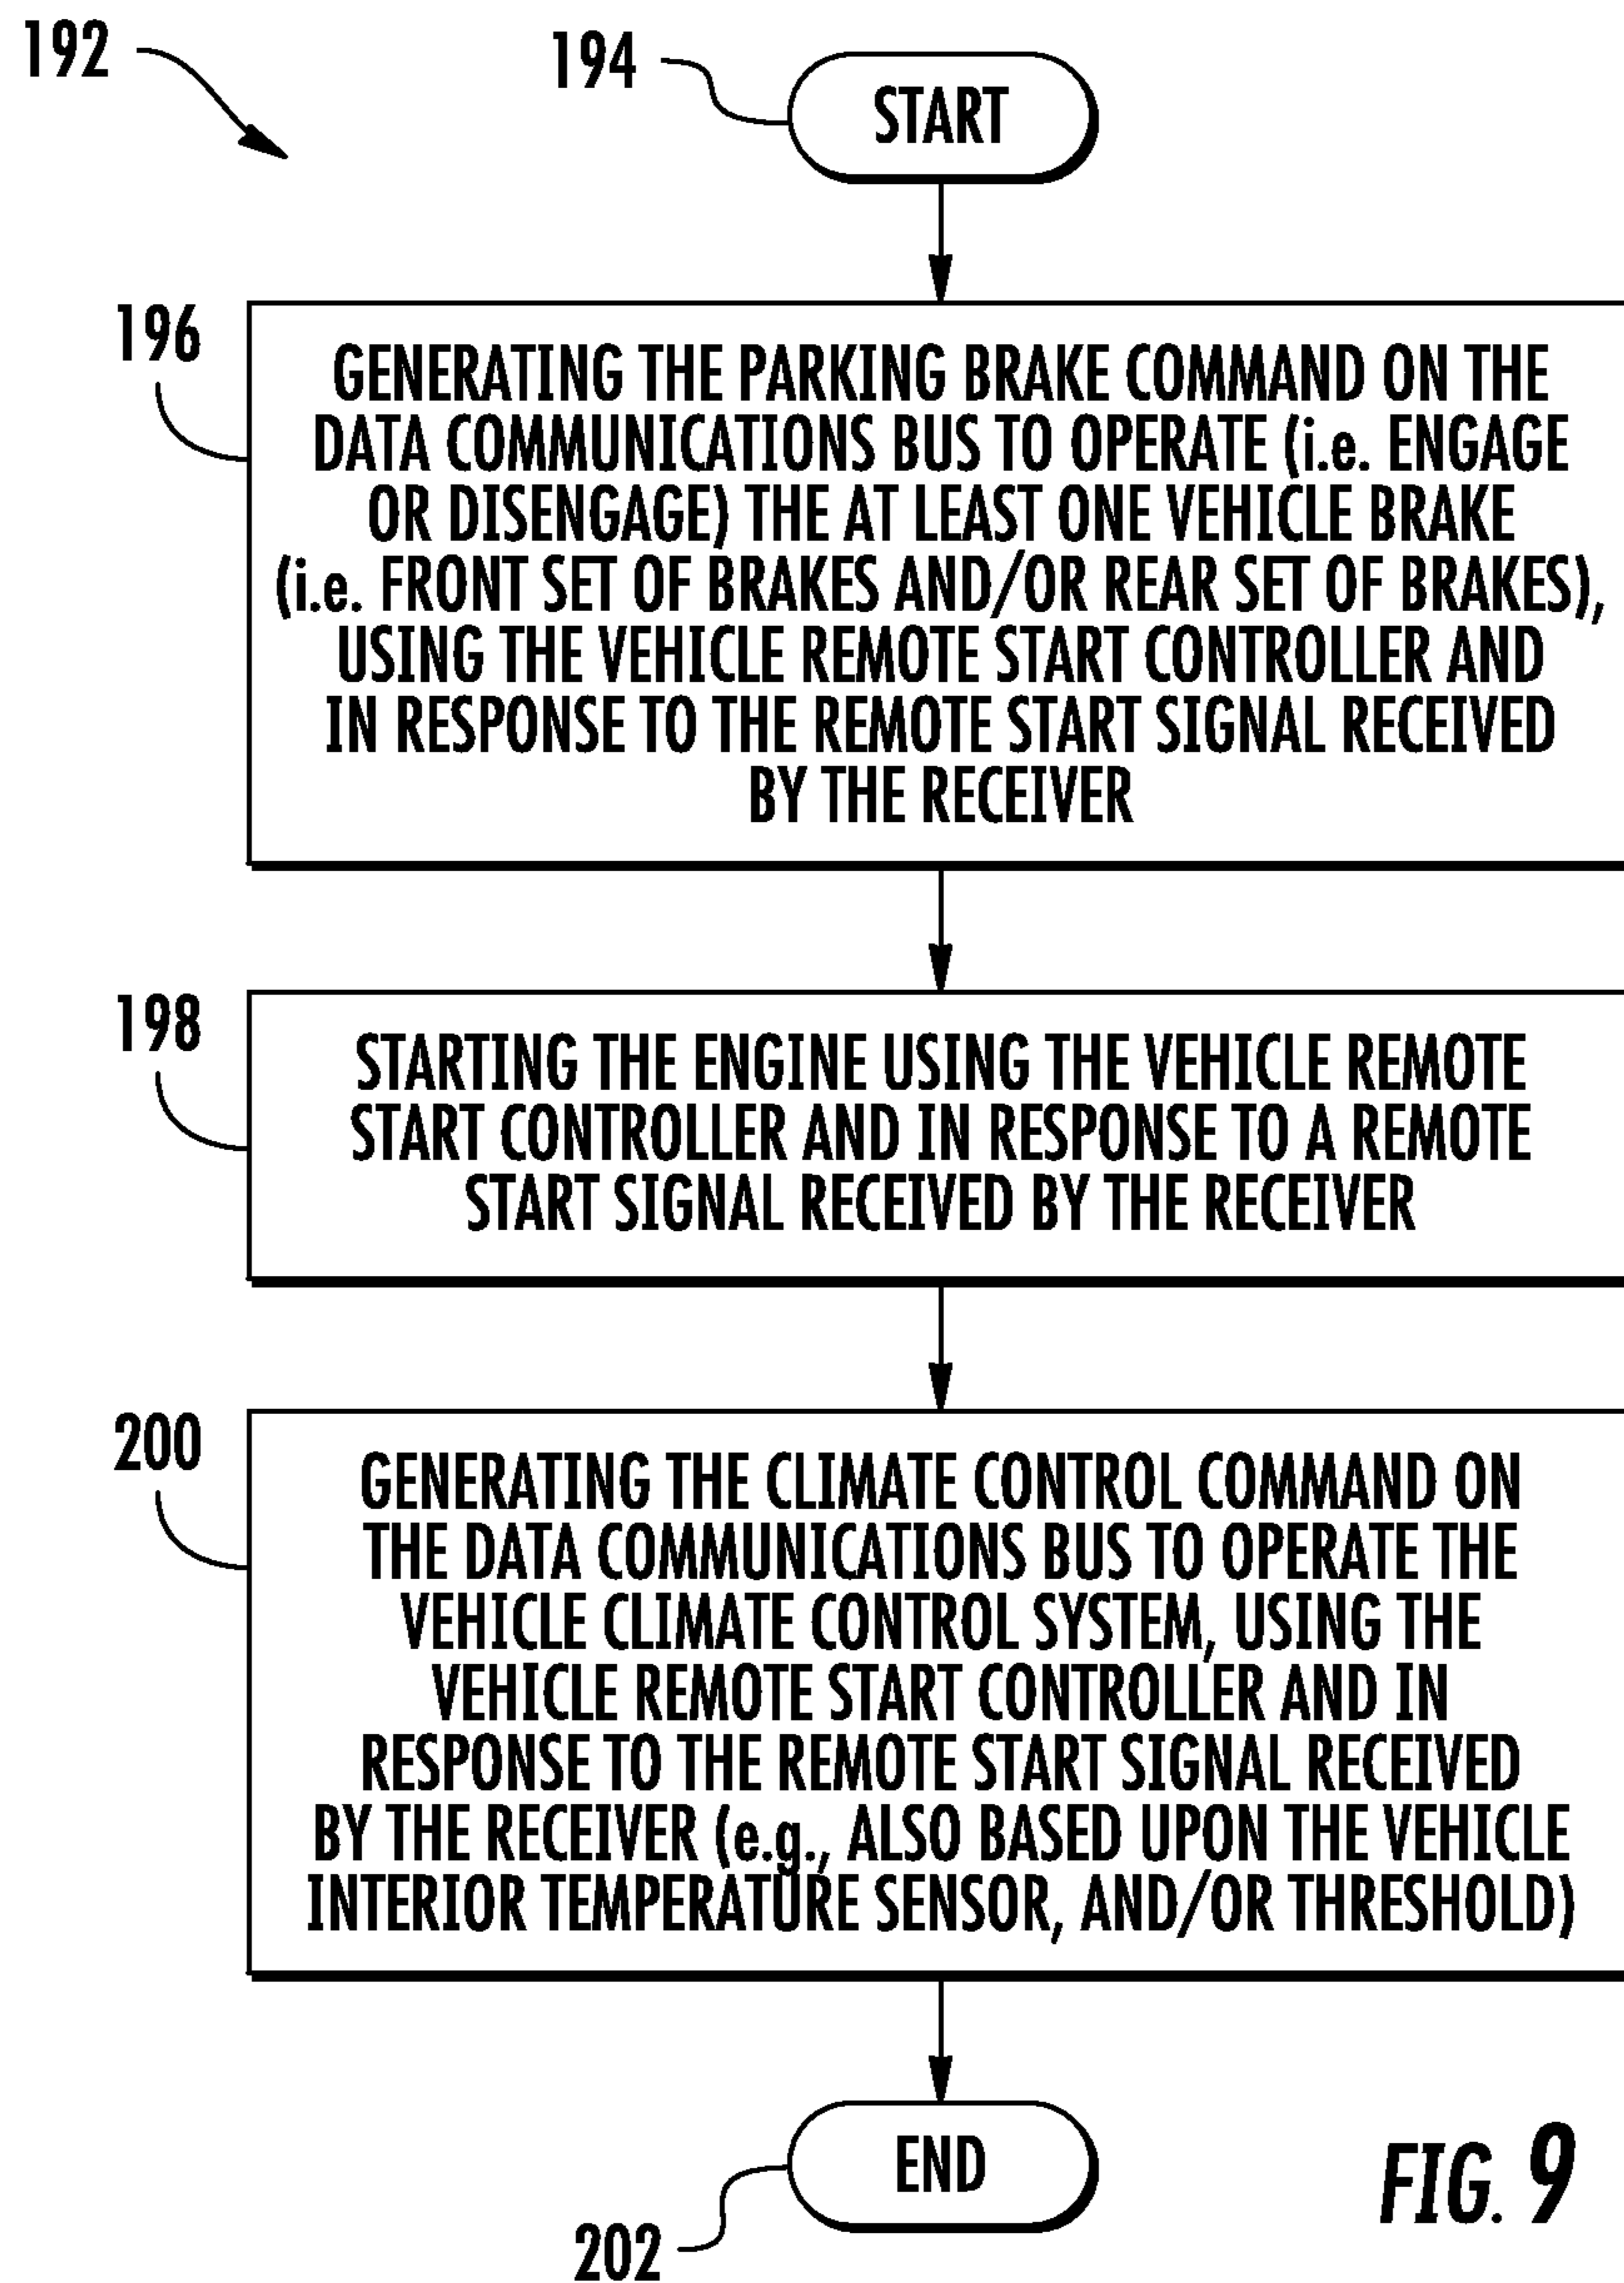 192
194
START
196
GENERATING THE PARKING BRAKE COMMAND ON THE
DATA COMMUNICATIONS BUS TO OPERATE (i.e. ENGAGE
OR DISENGAGE) THE AT LEAST ONE VEHICLE BRAKE
(i.e. FRONT SET OF BRAKES AND/OR REAR SET OF BRAKES),
USING THE VEHICLE REMOTE START CONTROLLER AND
IN RESPONSE TO THE REMOTE START SIGNAL RECEIVED
BY THE RECEIVER
198
STARTING THE ENGINE USING THE VEHICLE REMOTE
START CONTROLLER AND IN RESPONSE TO A REMOTE
START SIGNAL RECEIVED BY THE RECEIVER
200
GENERATING THE CLIMATE CONTROL COMMAND ON
THE DATA COMMUNICATIONS BUS TO OPERATE THE
VEHICLE CLIMATE CONTROL SYSTEM, USING THE
VEHICLE REMOTE START CONTROLLER AND IN
RESPONSE TO THE REMOTE START SIGNAL RECEIVED
BY THE RECEIVER (e.g., ALSO BASED UPON THE VEHICLE
INTERIOR TEMPERATURE SENSOR, AND/OR THRESHOLD)
END
202
FIG. 9